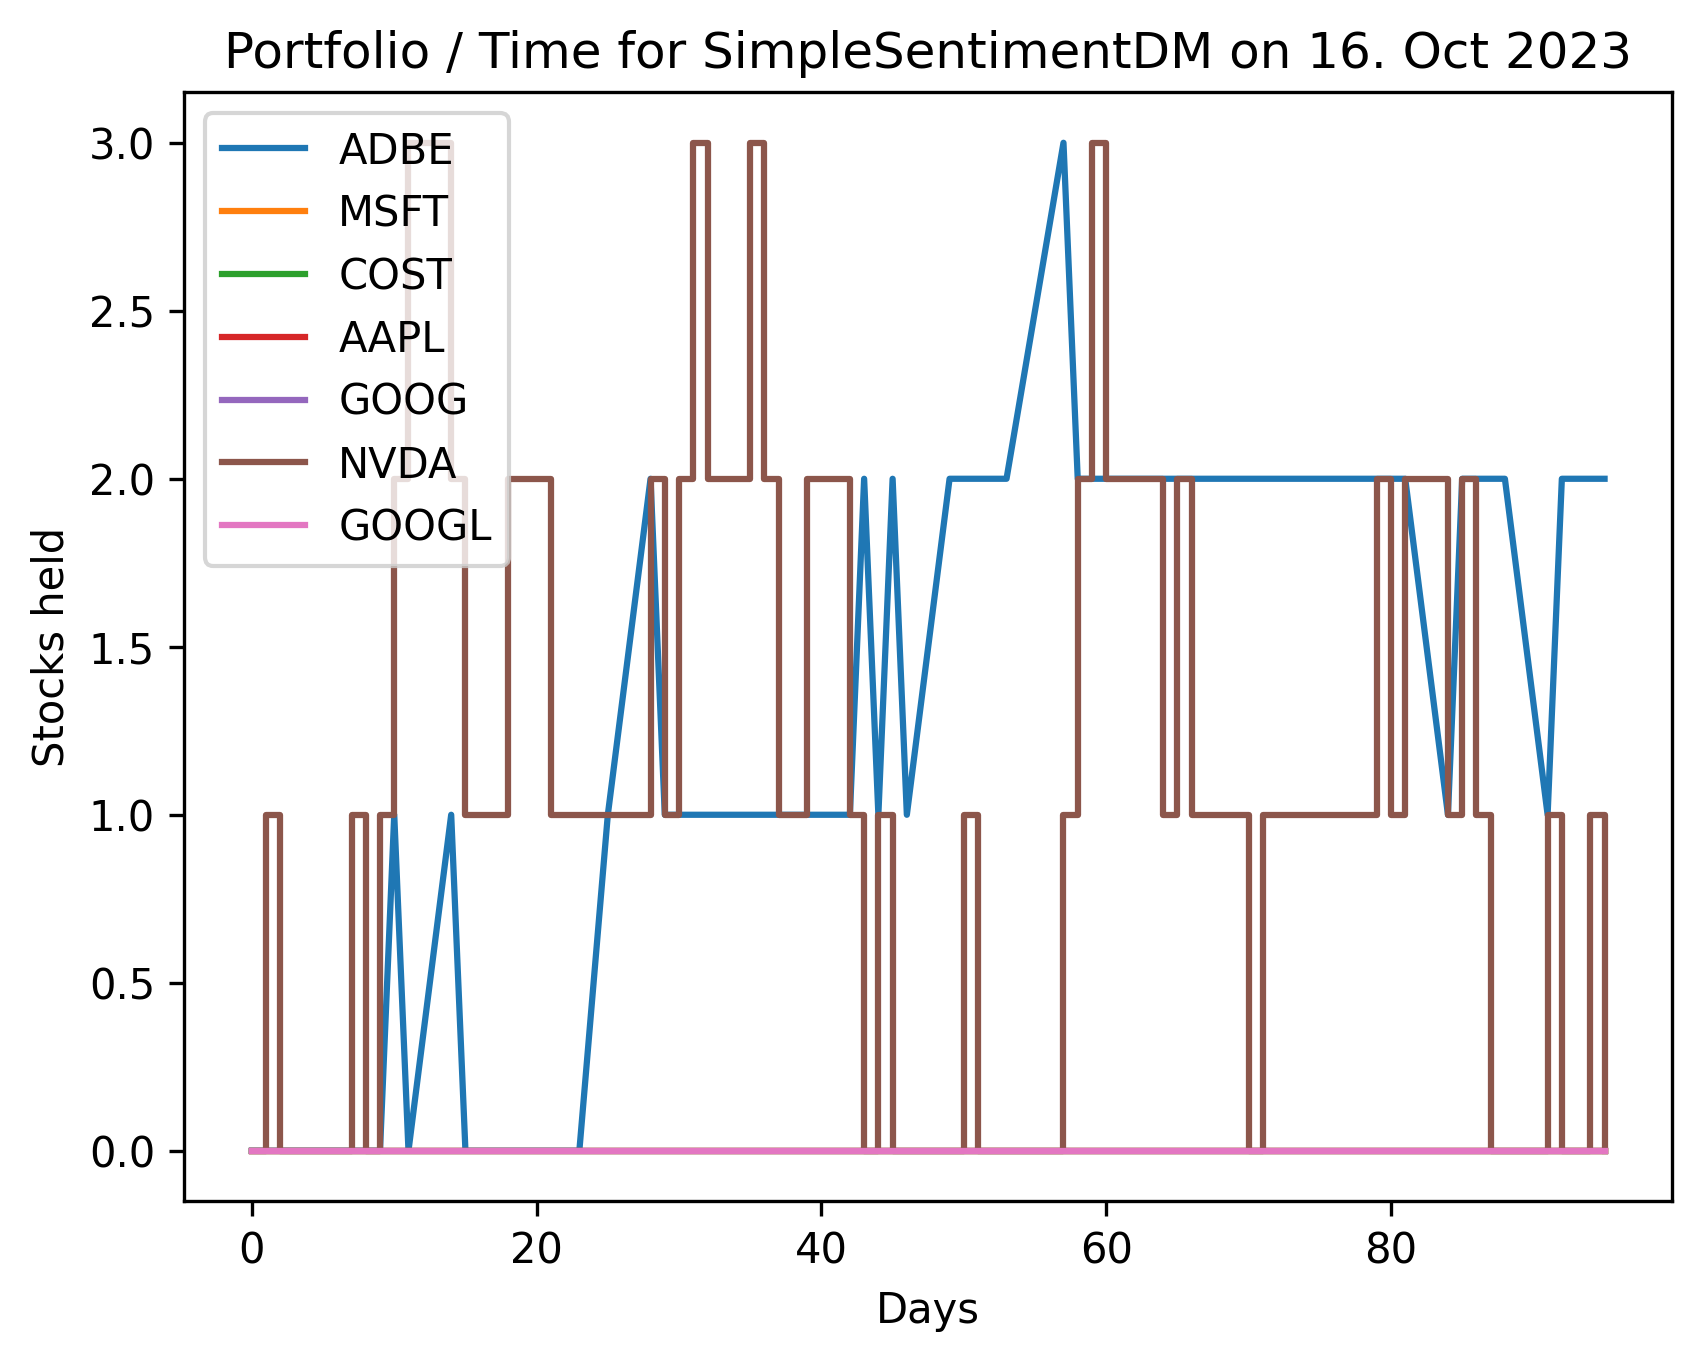 Portfolio / Time for SimpleSentimentDM on 16. Oct 2023
ADBE
MSFT
COST
AAPL
GOOG
NVDA
GOOGL
3.0
2.5
2.0
1.5
1.0
0.5
0.0
Stocks held
0
20
40
60
80
Days